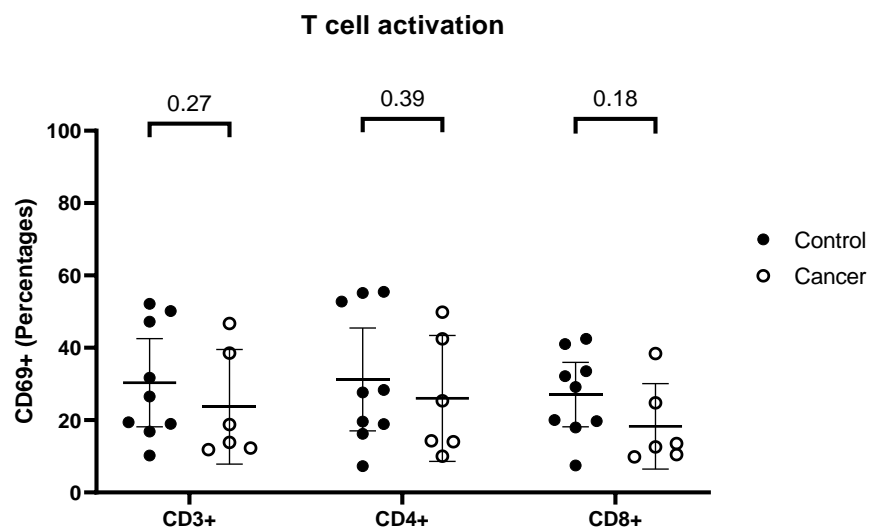 T cell activation
0.27
0.39
0.18
100
80
60
40
20
0
CD69+ (Percentages)
Control
Cancer
CD3+
CD4+
CD8+